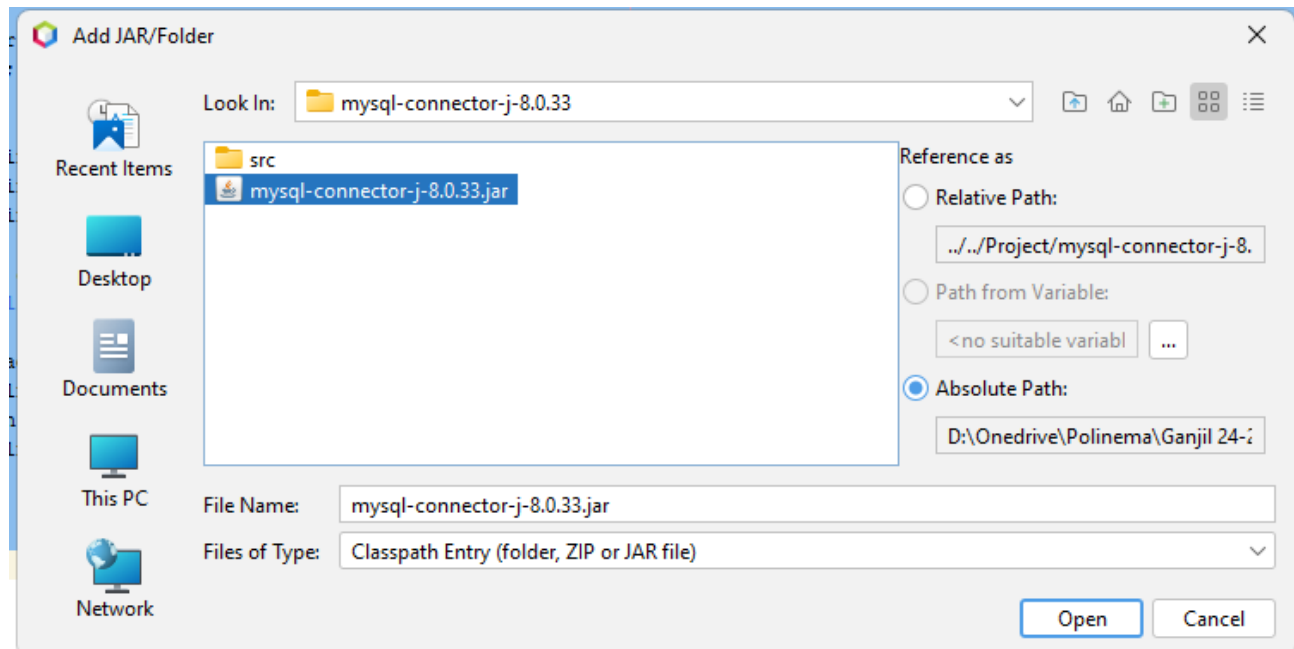 Add JAR/Folder
Look In: mysql-connector-j-8.0.33
Recent Items
Desktop
Documents
This PC
Network
src
mysql-connector-j-8.0.33.jar
Reference as
Relative Path:
../../Project/mysql-connector-j-8.
Path from Variable:
<no suitable variabl ...
Absolute Path:
D:\Onedrive\Polinema\Ganjil 24-2
File Name: mysql-connector-j-8.0.33.jar
Files of Type: Classpath Entry (folder, ZIP or JAR file)
Open Cancel